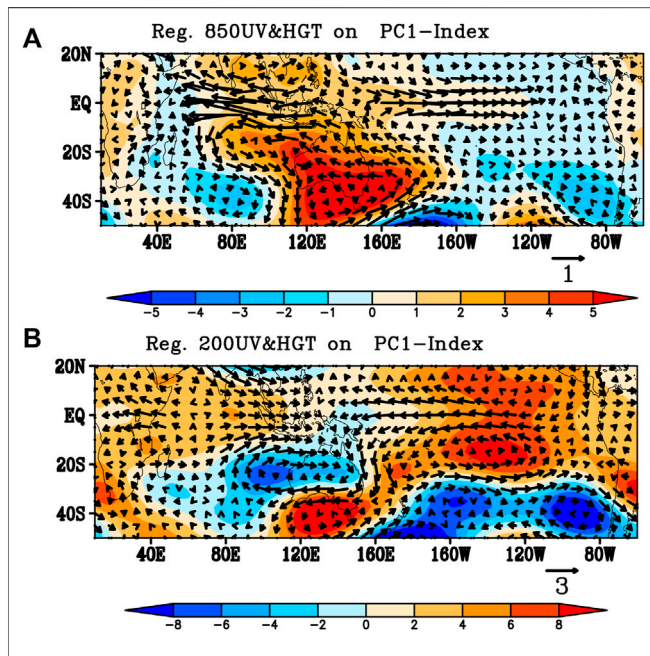 A
Reg. 850UV&HGT on PC1-Index
20N
EQ
20S
40S
40E 80E 120E 160E 160W 120W 80W
1
-5 -4 -3 -2 -1 0 1 2 3 4 5
B
Reg. 200UV&HGT on PC1-Index
20N
EQ
20S
40S
40E 80E 120E 160E 160W 120W 80W
3
-8 -6 -4 -2 0 2 4 6 8